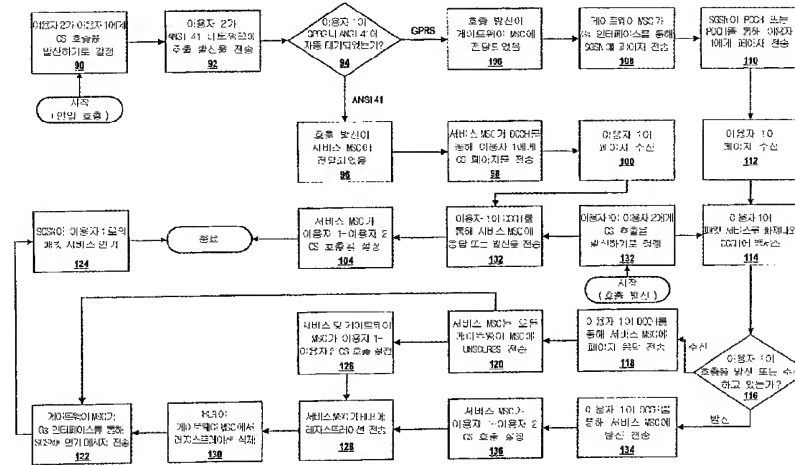 이용자 2가 이용자 1에게
CS 호출을
발신하기로 결정
90
시작
(인입 호출)
이용자 2가
ANSI 41 네트워크에
호출 발신을 전송
92
이용자 1이
GPRS나 ANSI 41에
자동 대기되었는가?
94
GPRS
ANSI 41
호출 발신이
게이트웨이 MSC에
전달되었음
106
게이트웨이 MSC가
Gs 인터페이스를 통해
SGSN에 페이지 전송
108
SGSN이 PCCH 또는
PDCH를 통해 이용자
1에게 페이지 전송
110
호출 발신이
서비스 MSC에
전달되었음
96
서비스 MSC가 DCCH를
통해 이용자 1에게
CS 페이지를 전송
98
이용자 1이
페이지 수신
100
이용자 1이
페이지 수신
112
SGSN이 이용자 1로의
패킷 서비스 연기
124
종료
서비스 MSC가
이용자 1-이용자 2
CS 호출을 설정
104
이용자 1이 DCCH를
통해 서비스 MSC에
응답 또는 발신을 전송
102
이용자 1이 이용자 2에게
CS 호출을
발신하기로 결정
132
시작
(호출 발신)
이용자 1이
패킷 서비스를
DCCH에 액세스
114
서비스 및 게이트웨이
MSC가 이용자 1-
이용자 2 CS 호출 설정
126
서비스 MSC는 모든
게이트웨이 MSC에
UNSOLRES 전송
120
이용자 1이 DCCH를
통해 서비스 MSC에
페이지 응답 전송
118
수신
이용자 1이
호출을 발신 또는 수신
하고 있는가?
116
발신
게이트웨이 MSC가
Gs 인터페이스를 통해
SGSN에 연기 메시지 전송
122
HLR이
게이트웨이 MSC에서
레지스트레이션 삭제
130
서비스 MSC가 HLR에
레지스트레이션 전송
128
서비스 MSC가
이용자 1-이용자 2
CS 호출 설정
136
이용자 1이 DCCH를
통해 서비스 MSC에
발신 전송
134